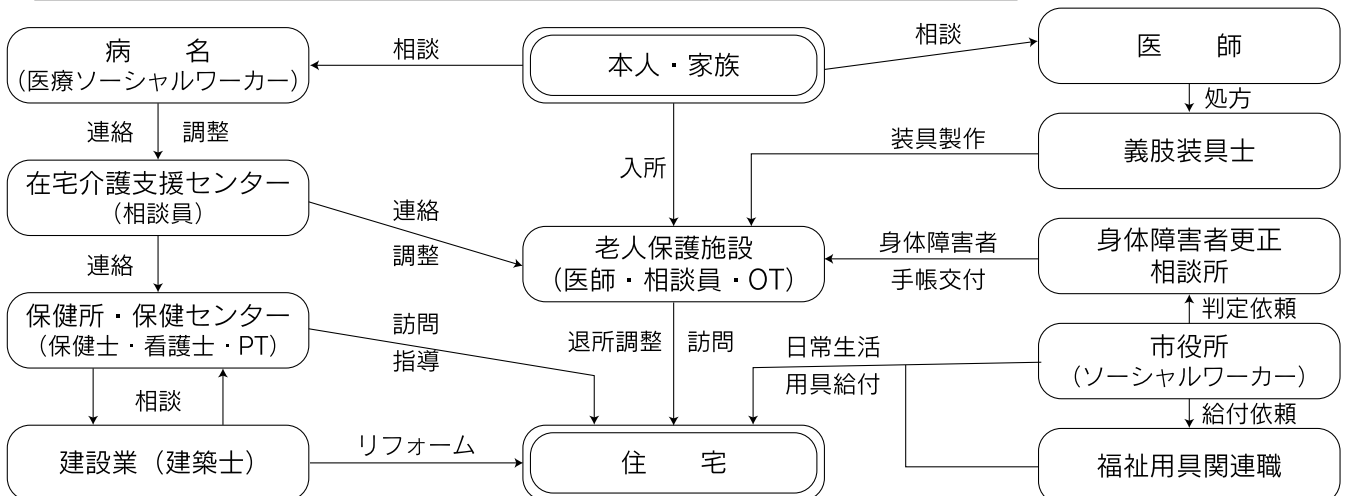 病　　名
（医療ソーシャルワーカー）
相談
本人・家族
相談
医　　師
処方
連絡　調整
装具製作
義肢装具士
入所
在宅介護支援センター
（相談員）
連絡
調整
連絡
老人保護施設
（医師・相談員・OT）
身体障害者
手帳交付
身体障害者更正
相談所
判定依頼
保健所・保健センター
（保健士・看護士・PT）
訪問
指導
退所調整　訪問
日常生活
用具給付
市役所
（ソーシャルワーカー）
相談
給付依頼
建設業（建築士）
リフォーム
住　　宅
福祉用具関連職